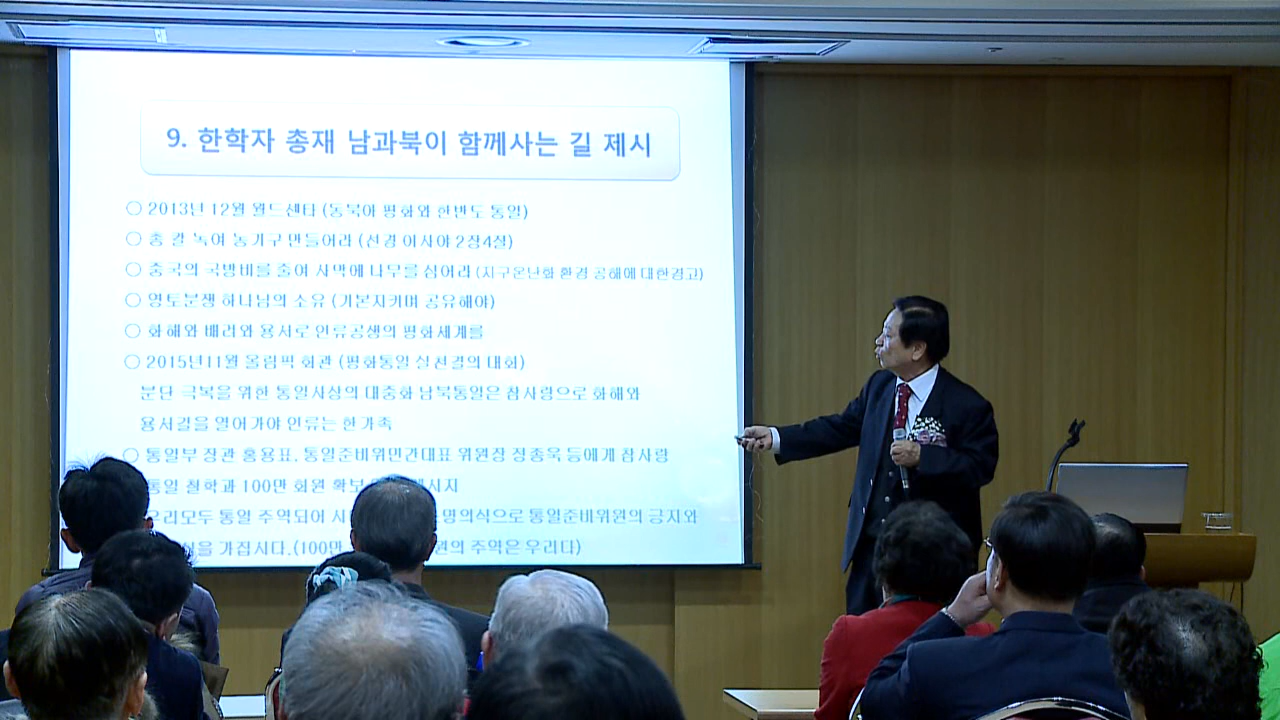 9. 한학자 총재 남과북이 함께사는 길 제시
○ 2013년 12월 월드센타 (동북아 평화와 한반도 통일)
○ 총 칼 녹여 농기구 만들어라 (선경 이사야 2장4절)
○ 중국의 국방비를 줄여 사막에 나무를 심어라 (지구온난화 환경 공해에 대한경고)
○ 영토분쟁 하나님의 소유 (기본지키며 공유해야)
○ 화해와 배려와 용서로 인류공생의 평화세계를
○ 2015년11월 올림픽 회관 (평화통일 실천결의 대회)
분단 극복을 위한 통일사상의 대중화 남북통일은 참사랑으로 화해와
용서길을 열어가야 인류는 한가족
○ 통일부 장관 홍용표, 통일준비위민간대표 위원장 정종욱 등에게 참사랑
통일 철학과 100만 회원 확보 메시지
우리모두 통일 주역되어 명의식으로 통일준비위원의 긍지와
가집시다.(100만 원의 주역은 우리다)